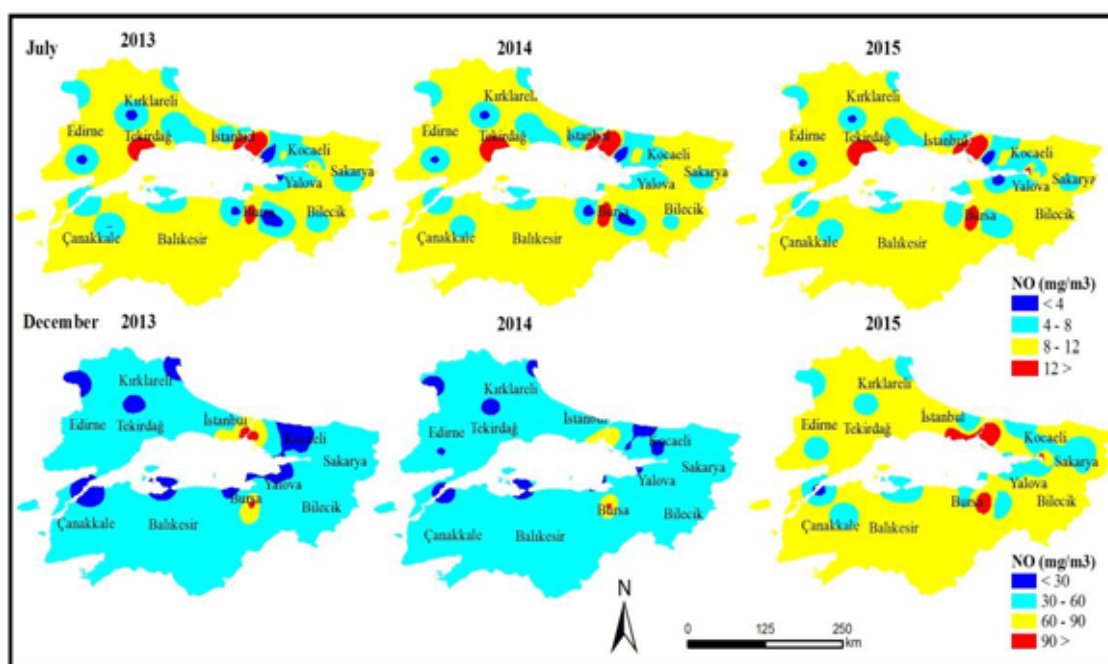 July
2013
2014
2015
Kırklareli
Edirne
Tekirdağ
İstanbul
Kocaeli
Sakarya
Yalova
Bursa
Bilecik
Çanakkale
Balıkesir
Kırklareli
Edirne
Tekirdağ
İstanbul
Kocaeli
Sakarya
Yalova
Bursa
Bilecik
Çanakkale
Balıkesir
Kırklareli
Edirne
Tekirdağ
İstanbul
Kocaeli
Sakarya
Yalova
Bursa
Bilecik
Çanakkale
Balıkesir
NO (mg/m3)
< 4
4 - 8
8 - 12
12 >
December
2013
2014
2015
Kırklareli
Edirne
Tekirdağ
İstanbul
Kocaeli
Sakarya
Yalova
Bursa
Bilecik
Çanakkale
Balıkesir
Kırklareli
Edirne
Tekirdağ
İstanbul
Kocaeli
Sakarya
Yalova
Bursa
Bilecik
Çanakkale
Balıkesir
Kırklareli
Edirne
Tekirdağ
İstanbul
Kocaeli
Sakarya
Yalova
Bursa
Bilecik
Çanakkale
Balıkesir
NO (mg/m3)
< 30
30 - 60
60 - 90
90 >
N
0 125 250
km